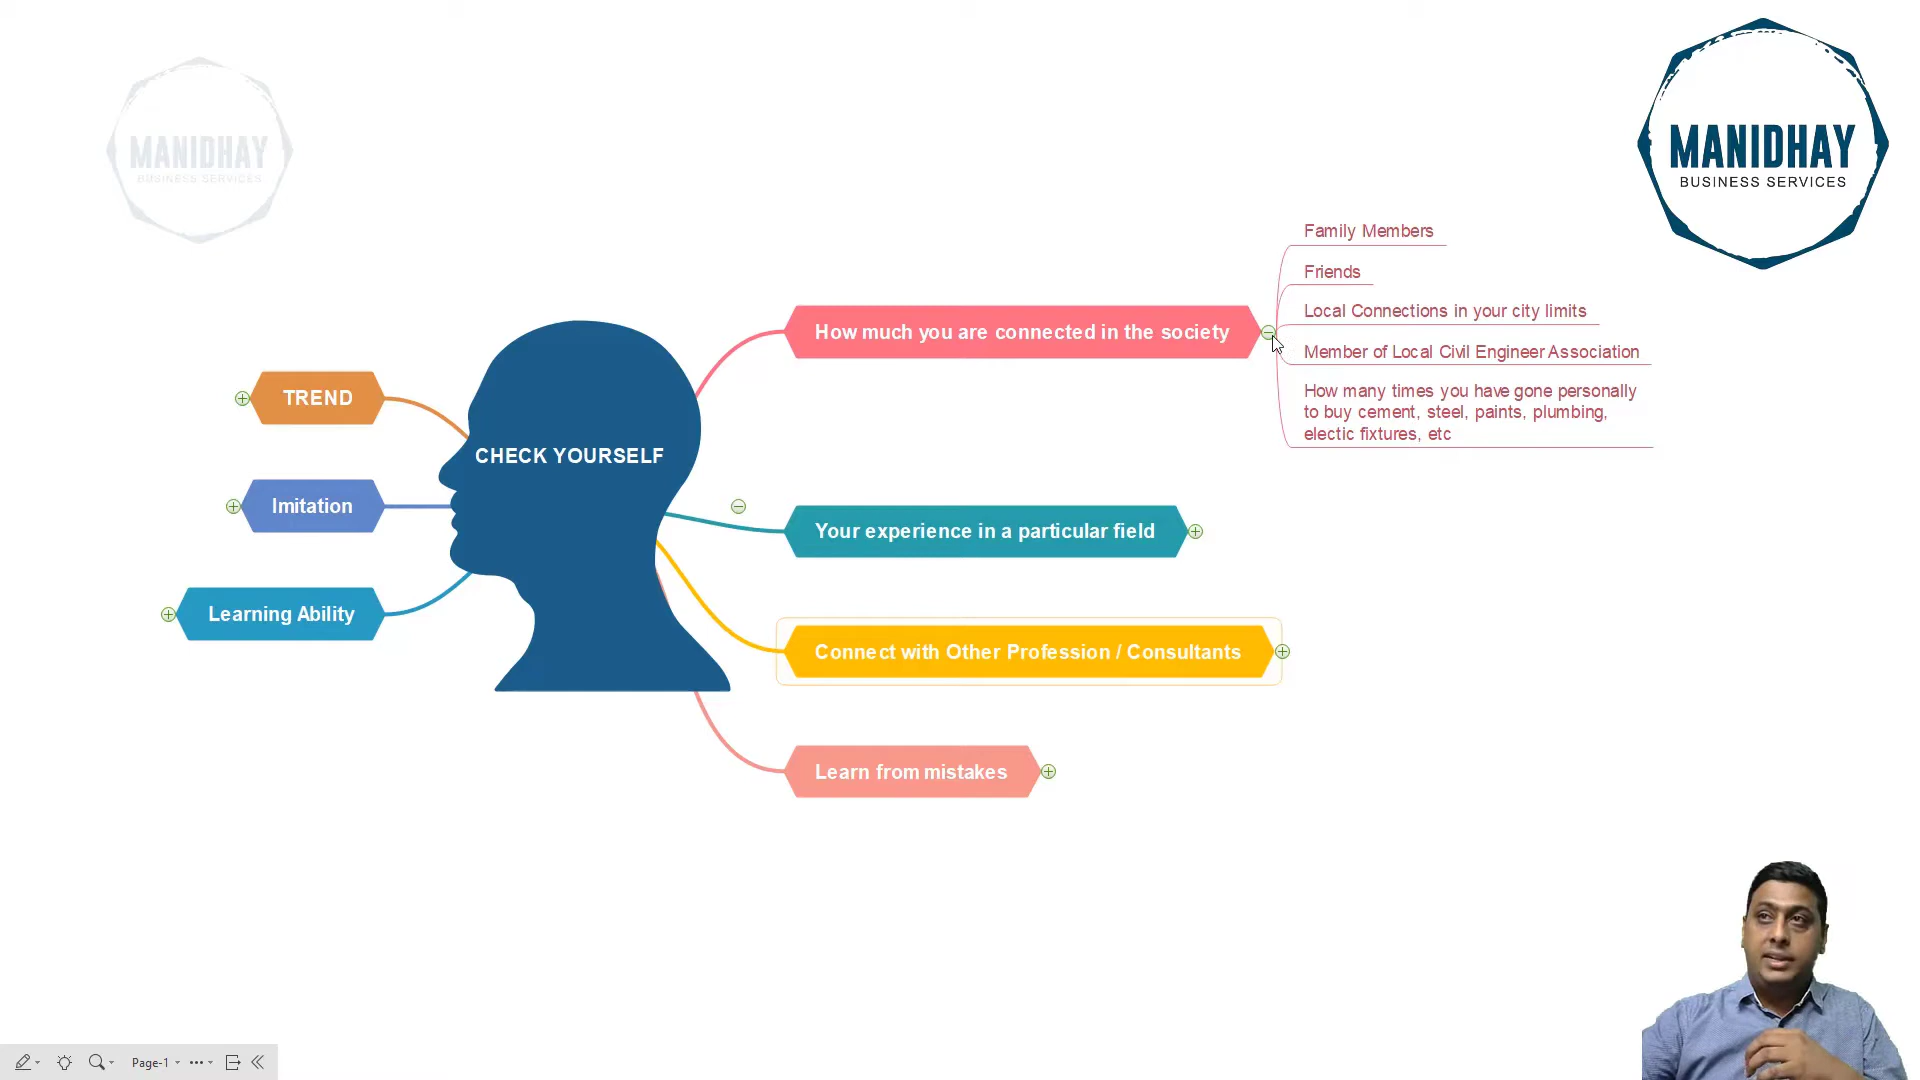 MANIDHAY
BUSINESS SERVICES
MANIDHAY
BUSINESS SERVICES
Family Members
Friends
Local Connections in your city limits
Member of Local Civil Engineer Association
How many times you have gone personally
to buy cement, steel, paints, plumbing,
electic fixtures, etc
How much you are connected in the society
TREND
CHECK YOURSELF
Imitation
Your experience in a particular field
Learning Ability
Connect with Other Profession / Consultants
Learn from mistakes
Page-1